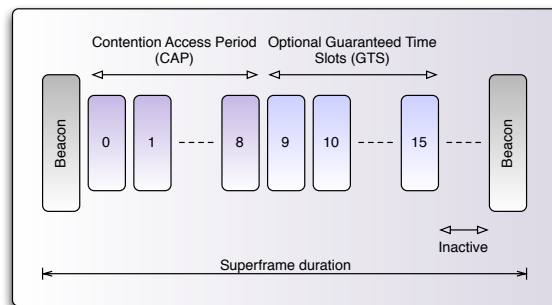 Contention Access Period
(CAP)
Optional Guaranteed Time
Slots (GTS)
Beacon
0
1
8
9
10
15
Beacon
Inactive
Superframe duration